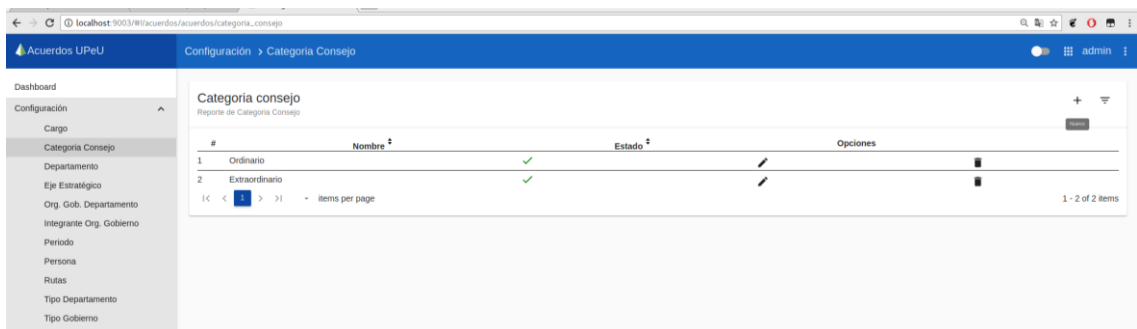 localhost:9003/#!/acuerdos/acuerdos/categoria_consejo
Acuerdos UPeU
Configuración > Categoria Consejo
admin
Dashboard
Configuración
Cargo
Categoria Consejo
Departamento
Eje Estratégico
Org. Gob. Departamento
Integrante Org. Gobierno
Periodo
Persona
Rutas
Tipo Departamento
Tipo Gobierno
Categoria consejo
Reporte de Categoria Consejo
Nuevo
# Nombre Estado Opciones
1 Ordinario
2 Extraordinario
1 items per page 1 - 2 of 2 items